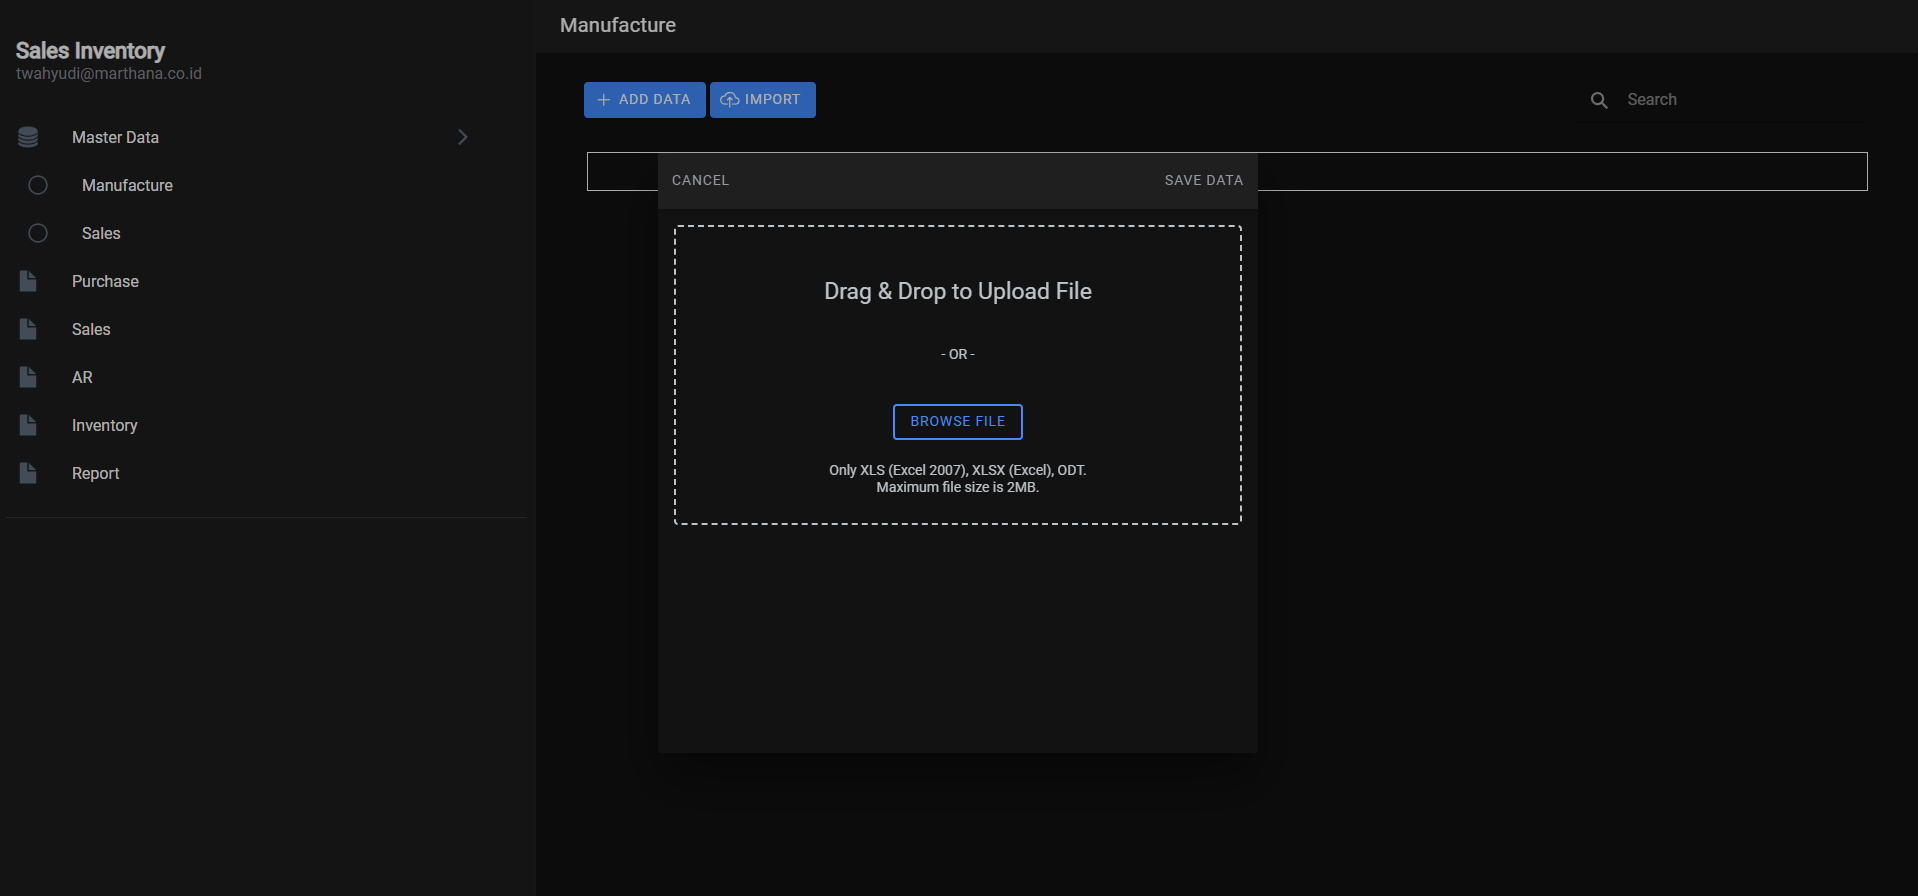 Sales Inventory
twahyudi@marthana.co.id
Master Data
Manufacture
Sales
Purchase
Sales
AR
Inventory
Report
Manufacture
ADD DATA
IMPORT
Search
CANCEL
SAVE DATA
Drag & Drop to Upload File
- OR -
BROWSE FILE
Only XLS (Excel 2007), XLSX (Excel), ODT.
Maximum file size is 2MB.